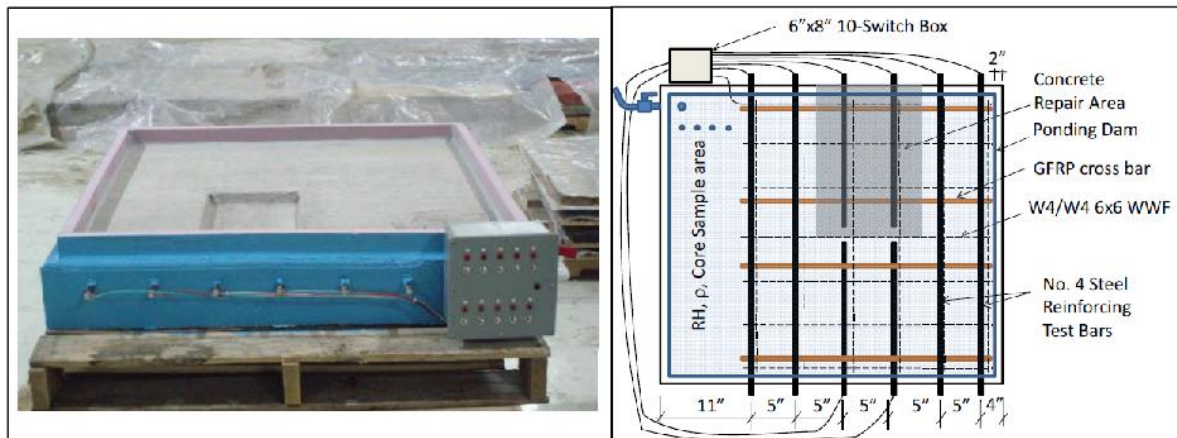 6”x8” 10-Switch Box
2”
Concrete
Repair Area
Ponding Dam
GFRP cross bar
W4/W4 6x6 WWF
No. 4 Steel
Reinforcing
Test Bars
RH, ρ, Core Sample area
11” 5” 5” 5” 5” 5” 4”